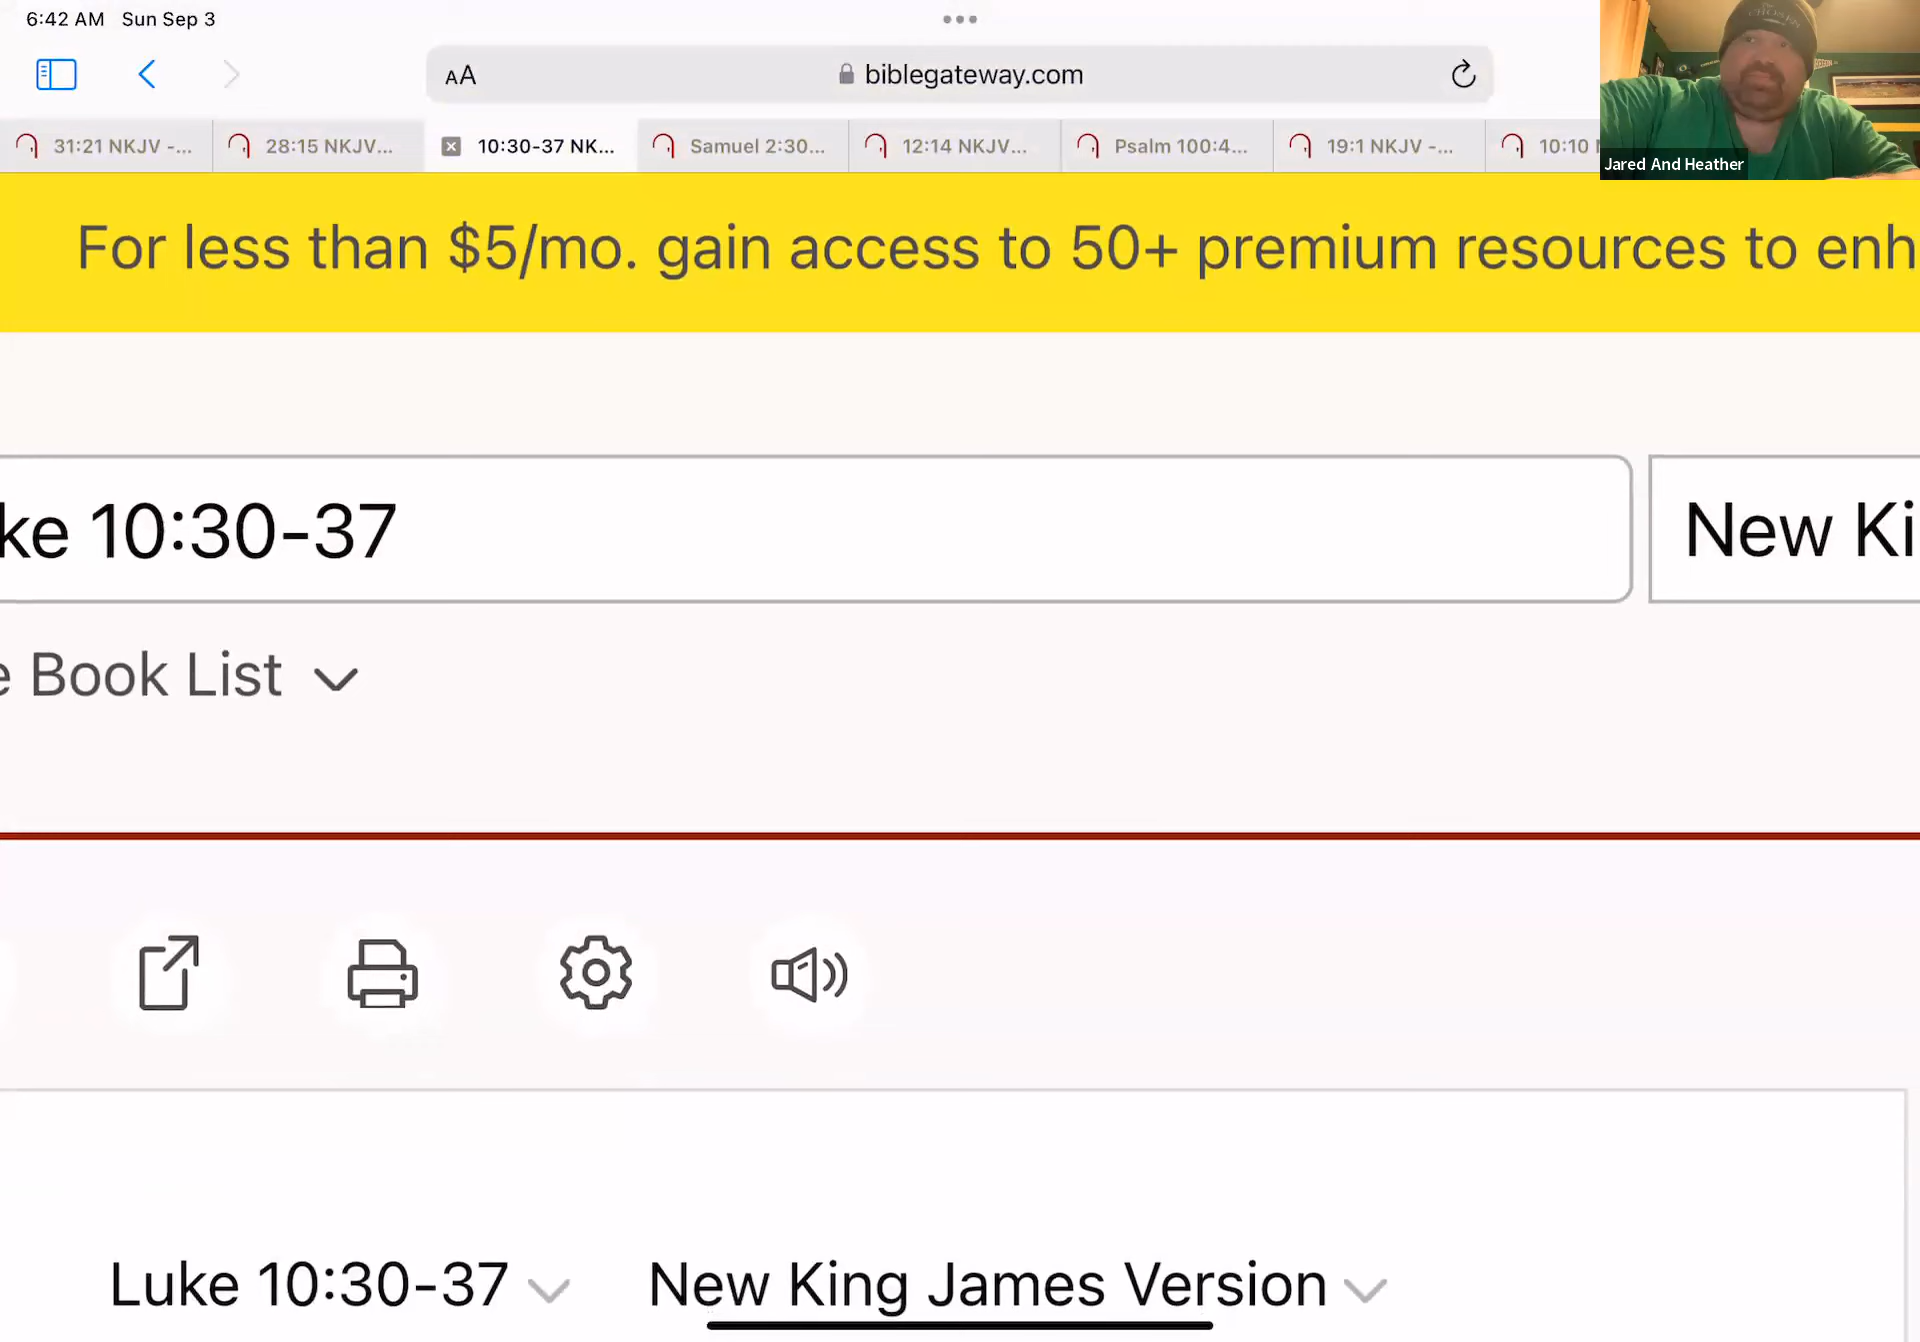 6:42 AM Sun Sep 3
AA
biblegateway.com
31:21 NKJV -...
28:15 NKJV...
10:30-37 NK...
Samuel 2:30...
12:14 NKJV...
Psalm 100:4...
19:1 NKJV -...
10:10
CHOSEN
Jared And Heather
For less than $5/mo. gain access to 50+ premium resources to enh
ke 10:30-37
New Ki
e Book List
Luke 10:30-37
New King James Version